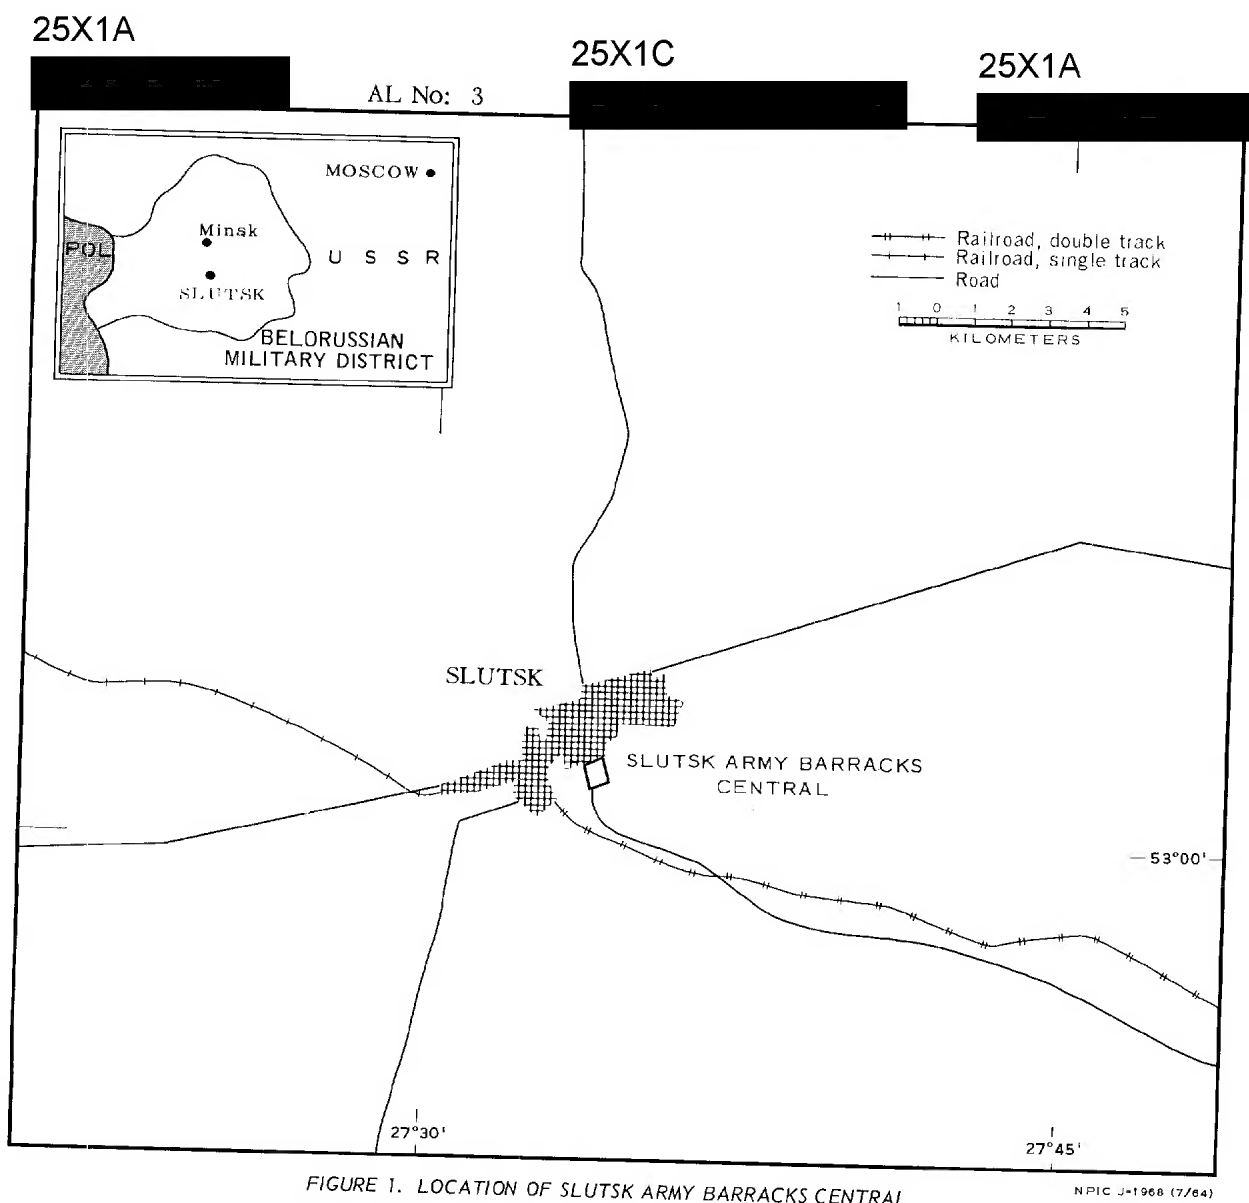 25X1A
25X1C
25X1A
AL No: 3
MOSCOW
Minsk
POL
U S S R
SLUTSK
BELORUSSIAN
MILITARY DISTRICT
Railroad, double track
Railroad, single track
Road
1 0 1 2 3 4 5
KILOMETERS
SLUTSK
SLUTSK ARMY BARRACKS
CENTRAL
53°00'
27°30'
27°45'
FIGURE 1. LOCATION OF SLUTSK ARMY BARRACKS CENTRAL
NPIC J-1968 (7/64)